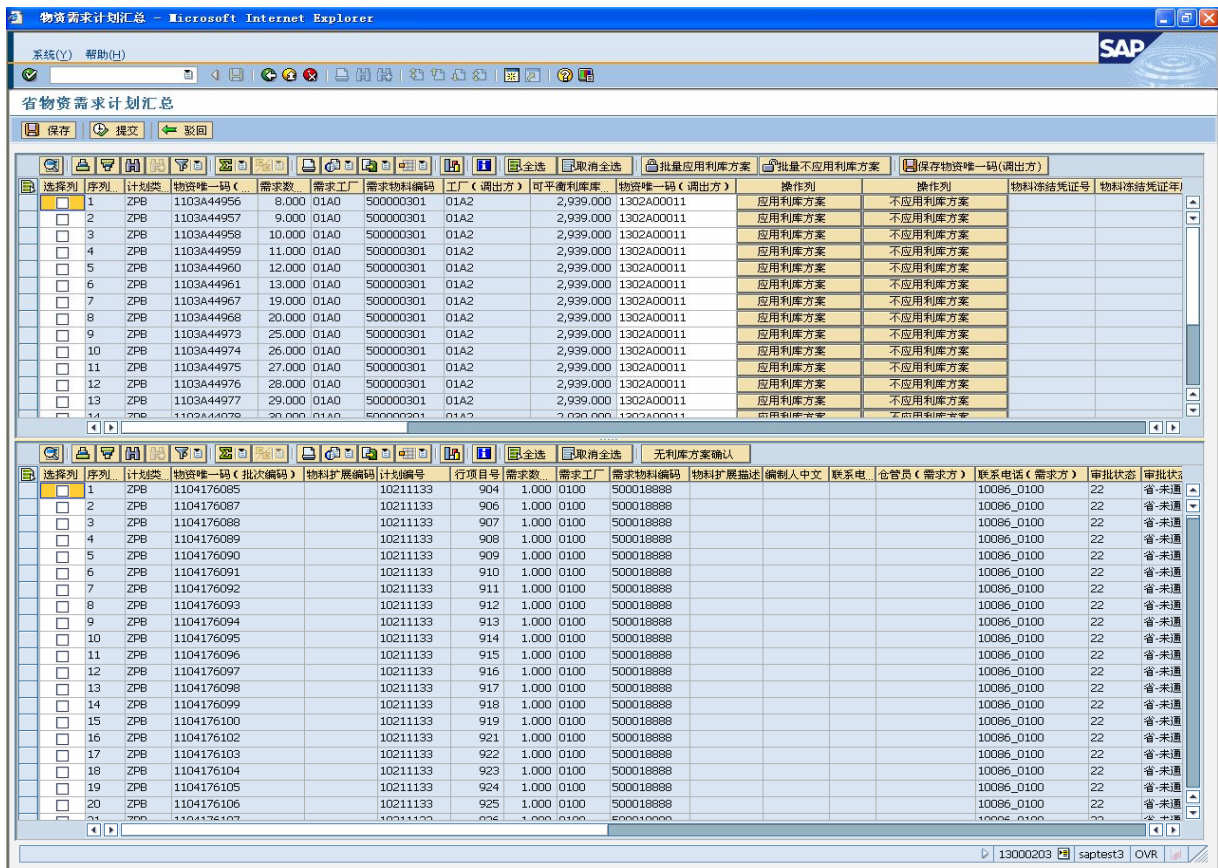 物资需求计划汇总 - Microsoft Internet Explorer
系统(Y) 帮助(H)
SAP
省物资需求计划汇总
保存 提交 驳回
全选 取消全选 批量应用利库方案 批量不应用利库方案 保存物资唯一码(调出方)
选择列 序列... 计划类... 物资唯一码(... 需求数... 需求工厂 需求物料编码 工厂(调出方) 可平衡利库库... 物资唯一码(调出方) 操作列 操作列 物料冻结凭证号 物料冻结凭证年
1 ZPB 1103A44956 8.000 01A0 500000301 01A2 2,939.000 1302A00011 应用利库方案 不应用利库方案
2 ZPB 1103A44957 9.000 01A0 500000301 01A2 2,939.000 1302A00011 应用利库方案 不应用利库方案
3 ZPB 1103A44958 10.000 01A0 500000301 01A2 2,939.000 1302A00011 应用利库方案 不应用利库方案
4 ZPB 1103A44959 11.000 01A0 500000301 01A2 2,939.000 1302A00011 应用利库方案 不应用利库方案
5 ZPB 1103A44960 12.000 01A0 500000301 01A2 2,939.000 1302A00011 应用利库方案 不应用利库方案
6 ZPB 1103A44961 13.000 01A0 500000301 01A2 2,939.000 1302A00011 应用利库方案 不应用利库方案
7 ZPB 1103A44967 19.000 01A0 500000301 01A2 2,939.000 1302A00011 应用利库方案 不应用利库方案
8 ZPB 1103A44968 20.000 01A0 500000301 01A2 2,939.000 1302A00011 应用利库方案 不应用利库方案
9 ZPB 1103A44973 25.000 01A0 500000301 01A2 2,939.000 1302A00011 应用利库方案 不应用利库方案
10 ZPB 1103A44974 26.000 01A0 500000301 01A2 2,939.000 1302A00011 应用利库方案 不应用利库方案
11 ZPB 1103A44975 27.000 01A0 500000301 01A2 2,939.000 1302A00011 应用利库方案 不应用利库方案
12 ZPB 1103A44976 28.000 01A0 500000301 01A2 2,939.000 1302A00011 应用利库方案 不应用利库方案
13 ZPB 1103A44977 29.000 01A0 500000301 01A2 2,939.000 1302A00011 应用利库方案 不应用利库方案
14 ZPB 1103A44978 30.000 01A0 500000301 01A2 2,939.000 1302A00011 应用利库方案 不应用利库方案
全选 取消全选 无利库方案确认
选择列 序列... 计划类... 物资唯一码(批次编码) 物料扩展编码 计划编号 行项目号 需求数... 需求工厂 需求物料编码 物料扩展描述 编制人中文 联系电... 仓管员(需求方) 联系电话(需求方) 审批状态 审批状
1 ZPB 1104176085 10211133 904 1.000 0100 500018888 10086_0100 22 省-未通
2 ZPB 1104176087 10211133 906 1.000 0100 500018888 10086_0100 22 省-未通
3 ZPB 1104176088 10211133 907 1.000 0100 500018888 10086_0100 22 省-未通
4 ZPB 1104176089 10211133 908 1.000 0100 500018888 10086_0100 22 省-未通
5 ZPB 1104176090 10211133 909 1.000 0100 500018888 10086_0100 22 省-未通
6 ZPB 1104176091 10211133 910 1.000 0100 500018888 10086_0100 22 省-未通
7 ZPB 1104176092 10211133 911 1.000 0100 500018888 10086_0100 22 省-未通
8 ZPB 1104176093 10211133 912 1.000 0100 500018888 10086_0100 22 省-未通
9 ZPB 1104176094 10211133 913 1.000 0100 500018888 10086_0100 22 省-未通
10 ZPB 1104176095 10211133 914 1.000 0100 500018888 10086_0100 22 省-未通
11 ZPB 1104176096 10211133 915 1.000 0100 500018888 10086_0100 22 省-未通
12 ZPB 1104176097 10211133 916 1.000 0100 500018888 10086_0100 22 省-未通
13 ZPB 1104176098 10211133 917 1.000 0100 500018888 10086_0100 22 省-未通
14 ZPB 1104176099 10211133 918 1.000 0100 500018888 10086_0100 22 省-未通
15 ZPB 1104176100 10211133 919 1.000 0100 500018888 10086_0100 22 省-未通
16 ZPB 1104176102 10211133 921 1.000 0100 500018888 10086_0100 22 省-未通
17 ZPB 1104176103 10211133 922 1.000 0100 500018888 10086_0100 22 省-未通
18 ZPB 1104176104 10211133 923 1.000 0100 500018888 10086_0100 22 省-未通
19 ZPB 1104176105 10211133 924 1.000 0100 500018888 10086_0100 22 省-未通
20 ZPB 1104176106 10211133 925 1.000 0100 500018888 10086_0100 22 省-未通
21 ZPB 1104176107 10211133 926 1.000 0100 500018888 10086_0100 22 省-未通
13000203 saptest3 OVR